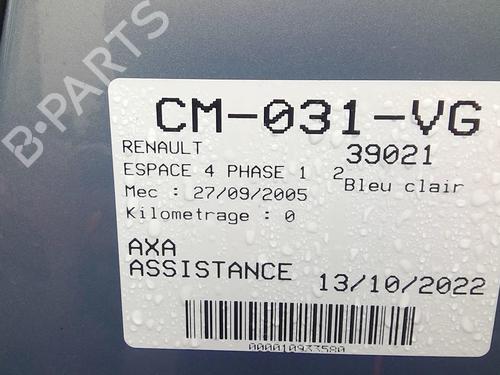 B-PARTS
CM-031-VG
RENAULT 39021
ESPACE 4 PHASE 1 2
Bleu clair
Mec : 27/09/2005
Kilometrage : 0
AXA
ASSISTANCE 13/10/2022
000010933580